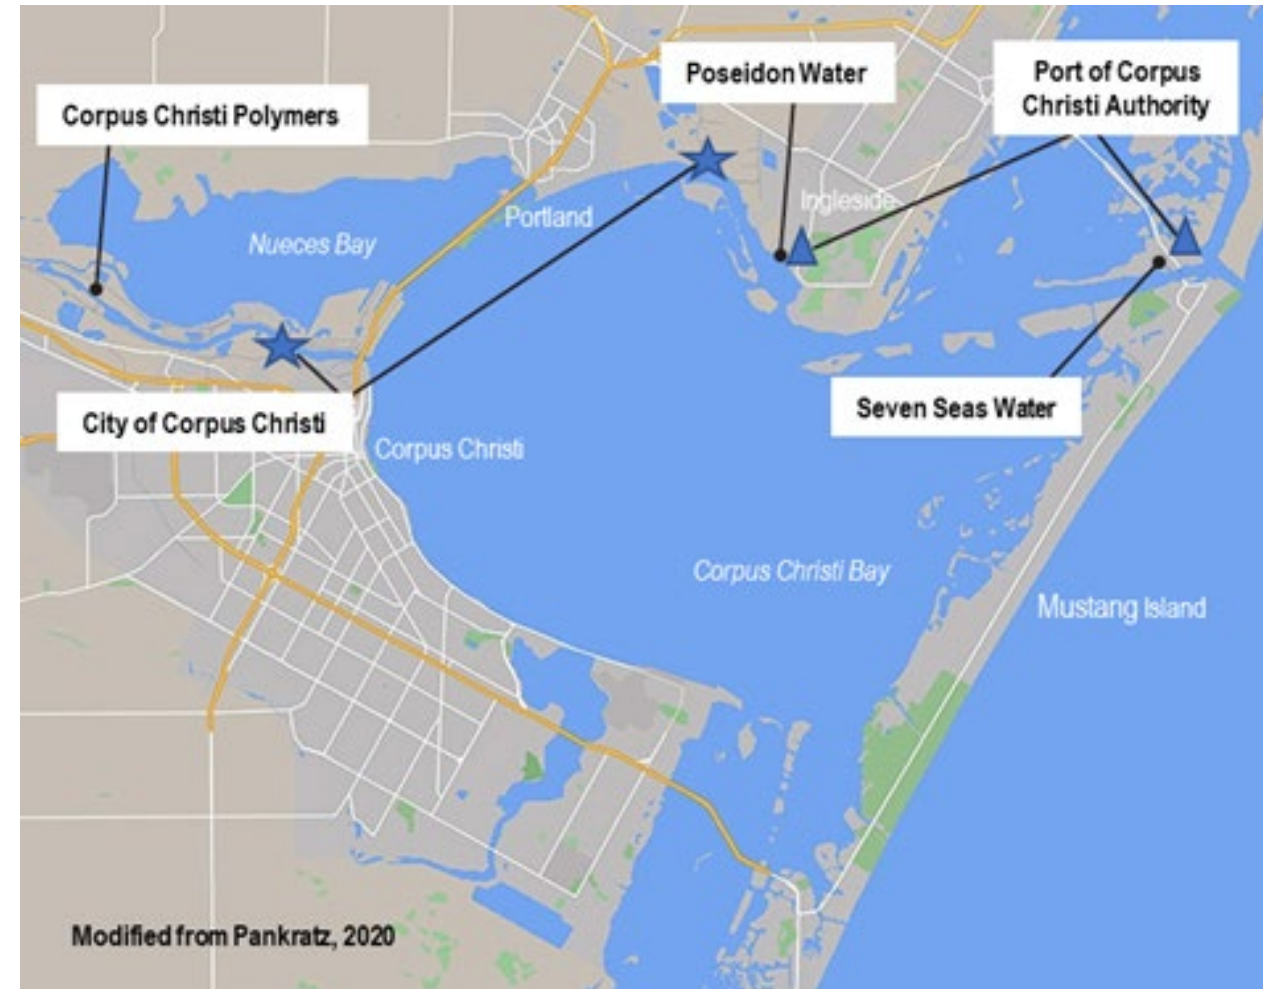 Poseidon Water
Port of Corpus
Christi Authority
Corpus Christi Polymers
Ingleside
Portland
Nueces Bay
Seven Seas Water
City of Corpus Christi
Corpus Christi
Corpus Christi Bay
Mustang Island
Modified from Pankratz, 2020